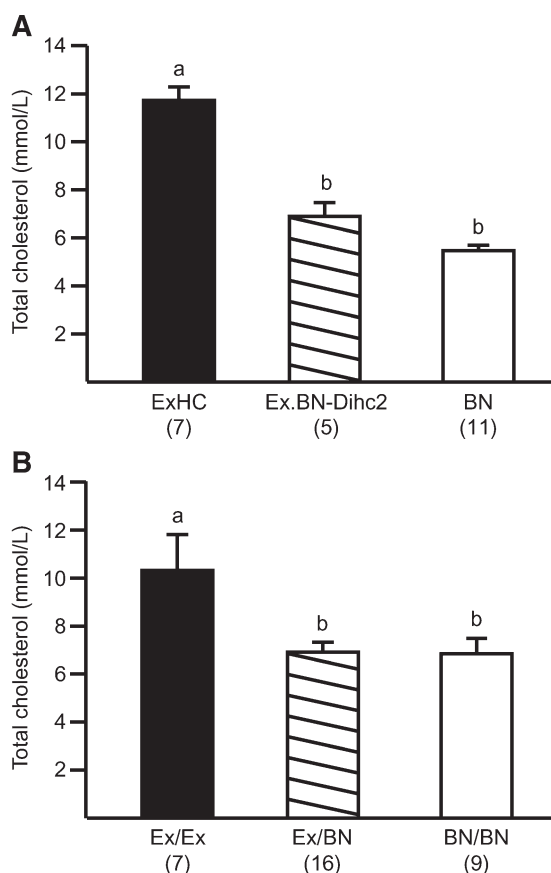 A
Total cholesterol (mmol/L)
14
12
10
8
6
4
2
a
b
b
ExHC
Ex.BN-Dihc2
BN
(7)
(5)
(11)
B
Total cholesterol (mmol/L)
14
12
10
8
6
4
2
a
b
b
Ex/Ex
Ex/BN
BN/BN
(7)
(16)
(9)